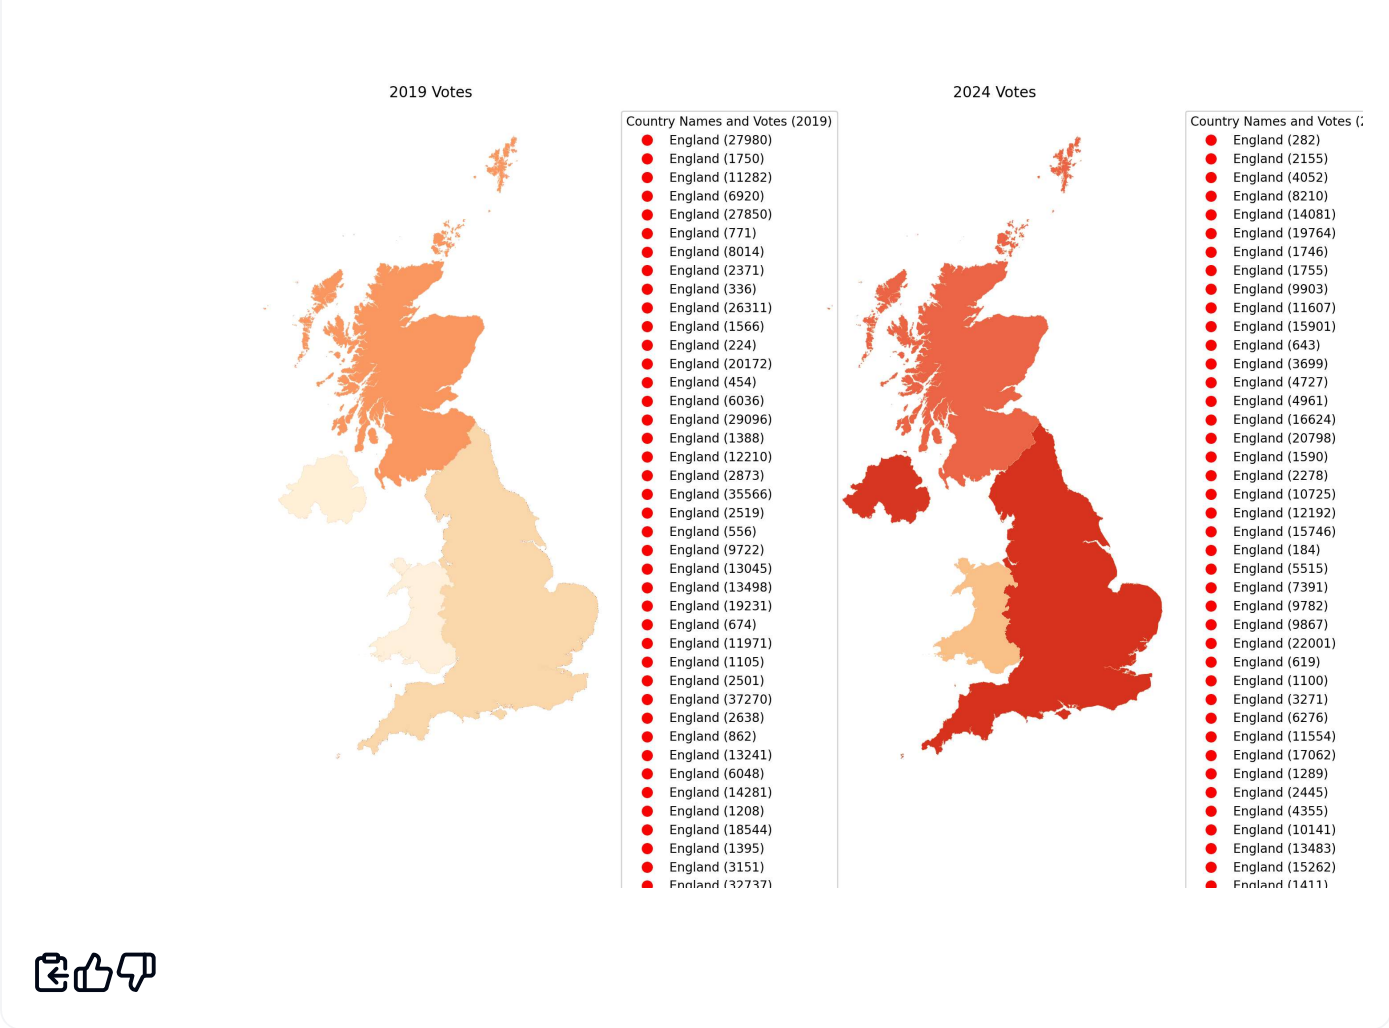 2019 Votes
Country Names and Votes (2019)
England (27980)
England (1750)
England (11282)
England (6920)
England (27850)
England (771)
England (8014)
England (2371)
England (336)
England (26311)
England (1566)
England (224)
England (20172)
England (454)
England (6036)
England (29096)
England (1388)
England (12210)
England (2873)
England (35566)
England (2519)
England (556)
England (9722)
England (13045)
England (13498)
England (19231)
England (674)
England (11971)
England (1105)
England (2501)
England (37270)
England (2638)
England (862)
England (13241)
England (6048)
England (14281)
England (1208)
England (18544)
England (1395)
England (3151)
England (32737)
2024 Votes
Country Names and Votes (2
England (282)
England (2155)
England (4052)
England (8210)
England (14081)
England (19764)
England (1746)
England (1755)
England (9903)
England (11607)
England (15901)
England (643)
England (3699)
England (4727)
England (4961)
England (16624)
England (20798)
England (1590)
England (2278)
England (10725)
England (12192)
England (15746)
England (184)
England (5515)
England (7391)
England (9782)
England (9867)
England (22001)
England (619)
England (1100)
England (3271)
England (6276)
England (11554)
England (17062)
England (1289)
England (2445)
England (4355)
England (10141)
England (13483)
England (15262)
England (1411)